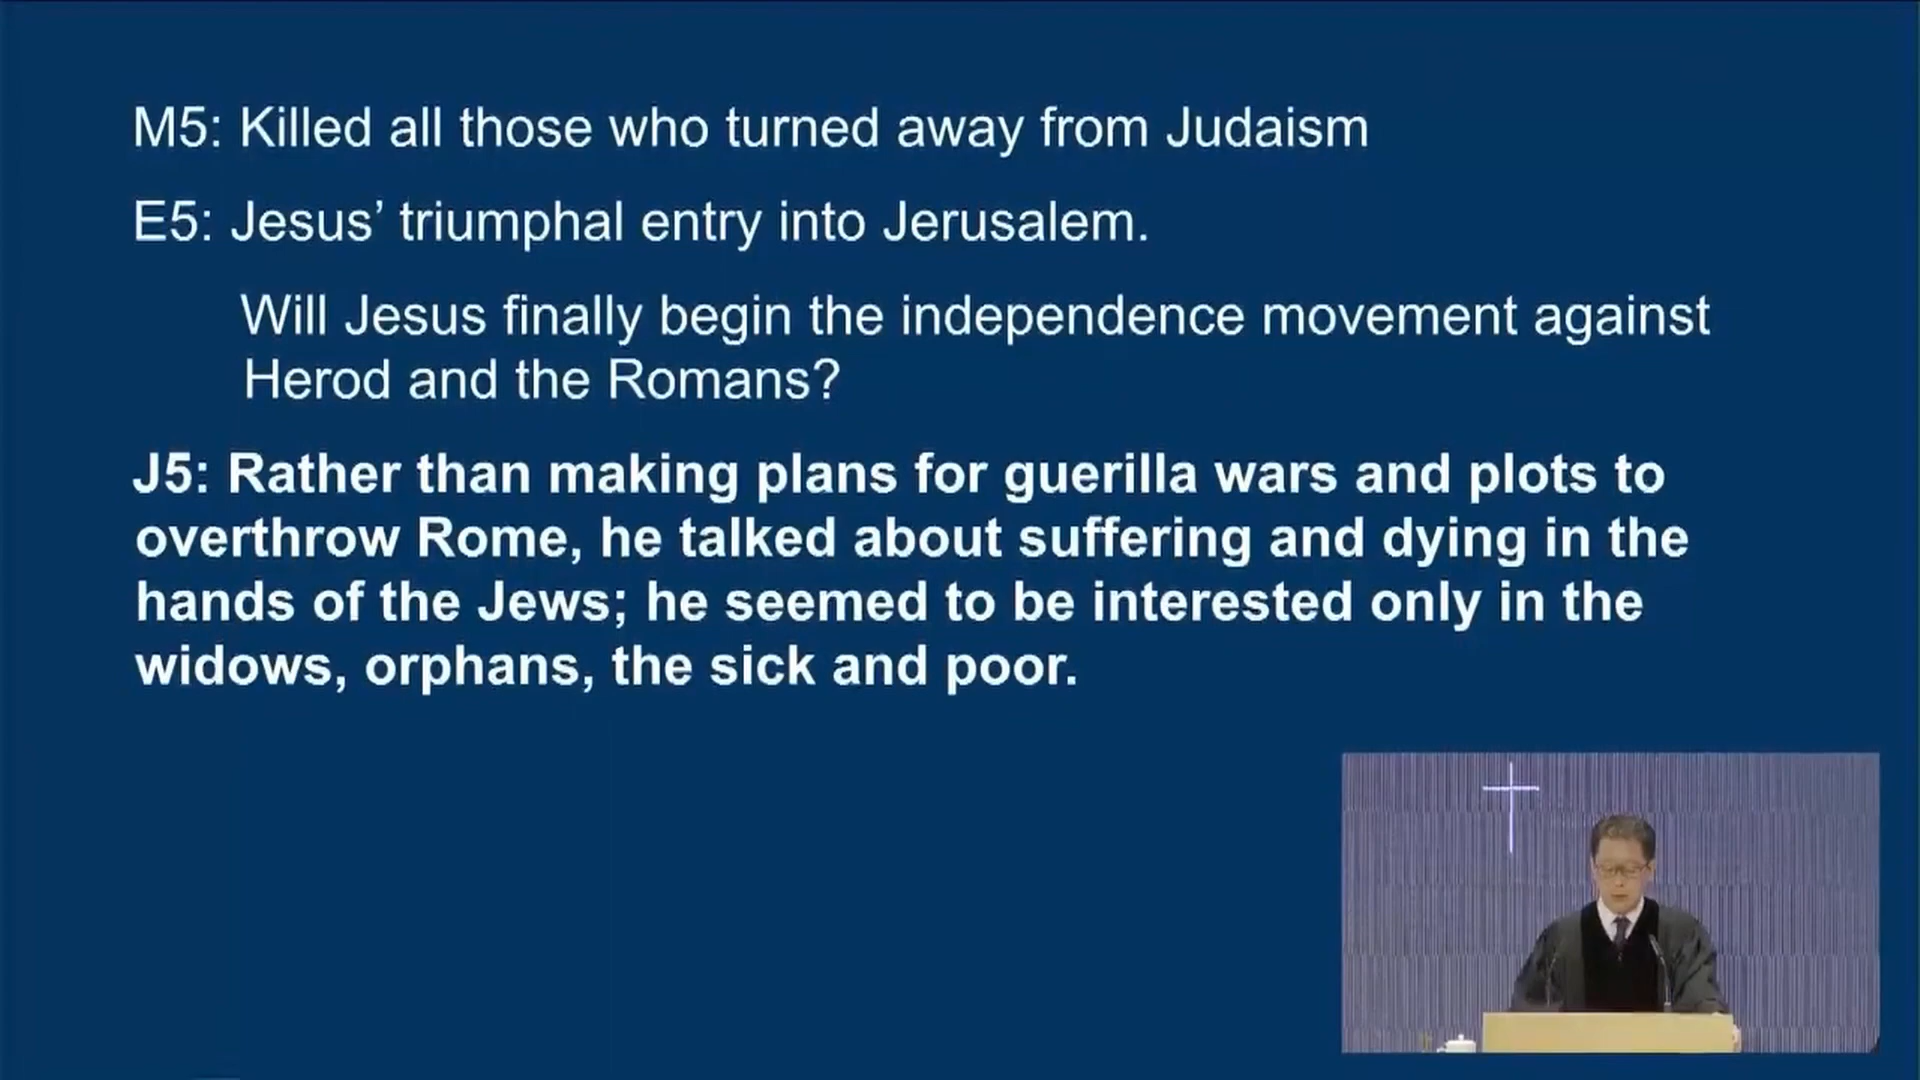 M5: Killed all those who turned away from Judaism
E5: Jesus’ triumphal entry into Jerusalem.
Will Jesus finally begin the independence movement against
Herod and the Romans?
J5: Rather than making plans for guerilla wars and plots to
overthrow Rome, he talked about suffering and dying in the
hands of the Jews; he seemed to be interested only in the
widows, orphans, the sick and poor.